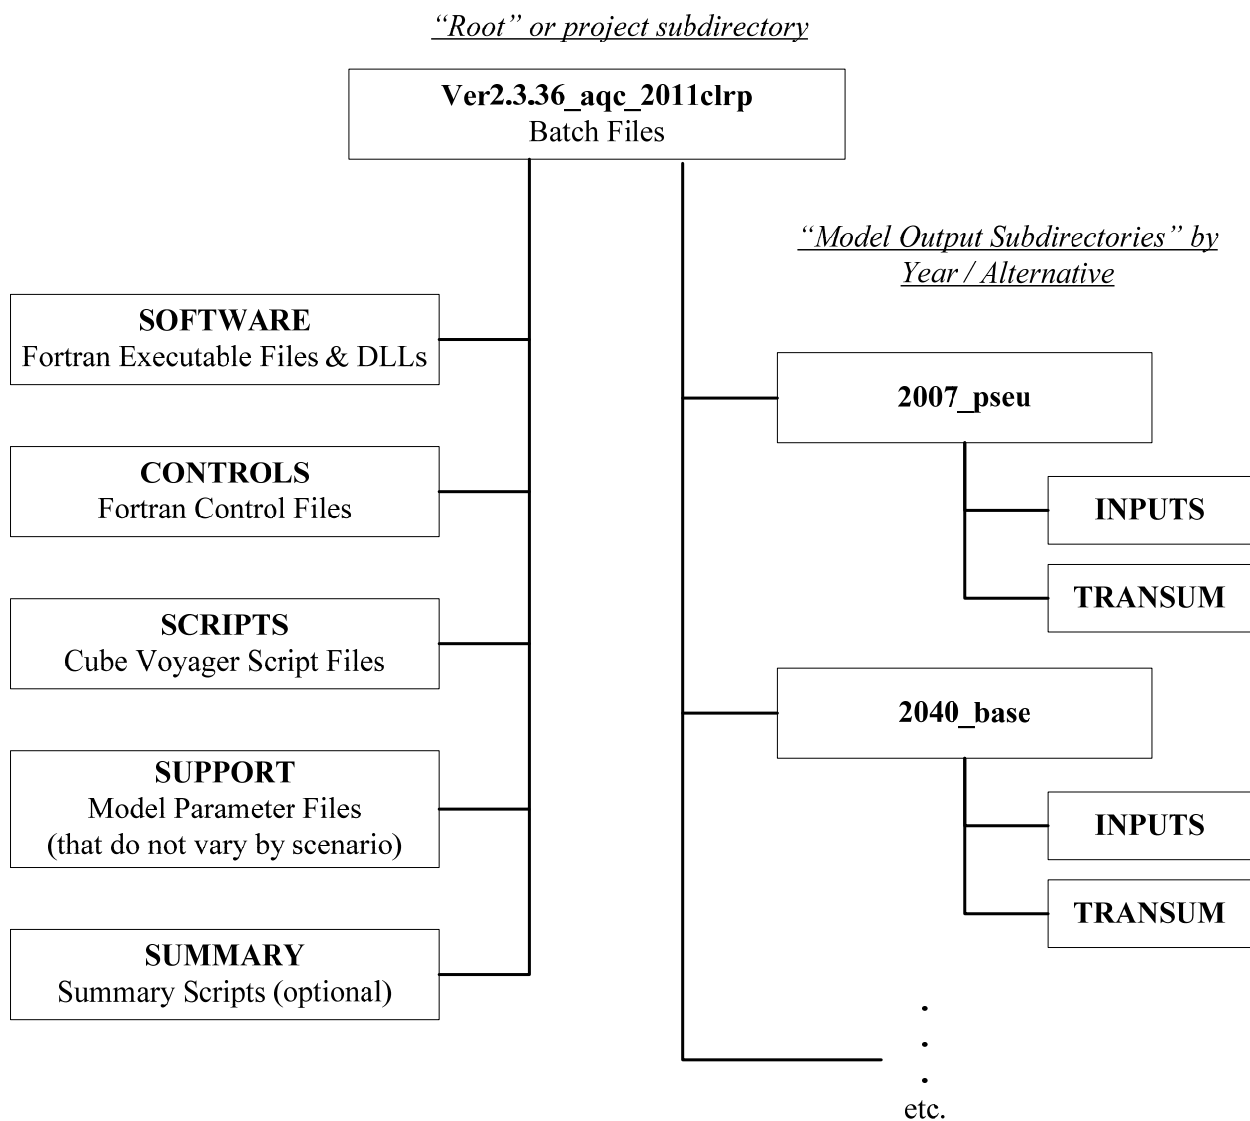 “Root” or project subdirectory
Ver2.3.36_aqc_2011clrp
Batch Files
“Model Output Subdirectories” by
Year / Alternative
SOFTWARE
Fortran Executable Files & DLLs
CONTROLS
Fortran Control Files
SCRIPTS
Cube Voyager Script Files
SUPPORT
Model Parameter Files
(that do not vary by scenario)
SUMMARY
Summary Scripts (optional)
2007_pseu
INPUTS
TRANSUM
2040_base
INPUTS
TRANSUM
.
.
.
etc.